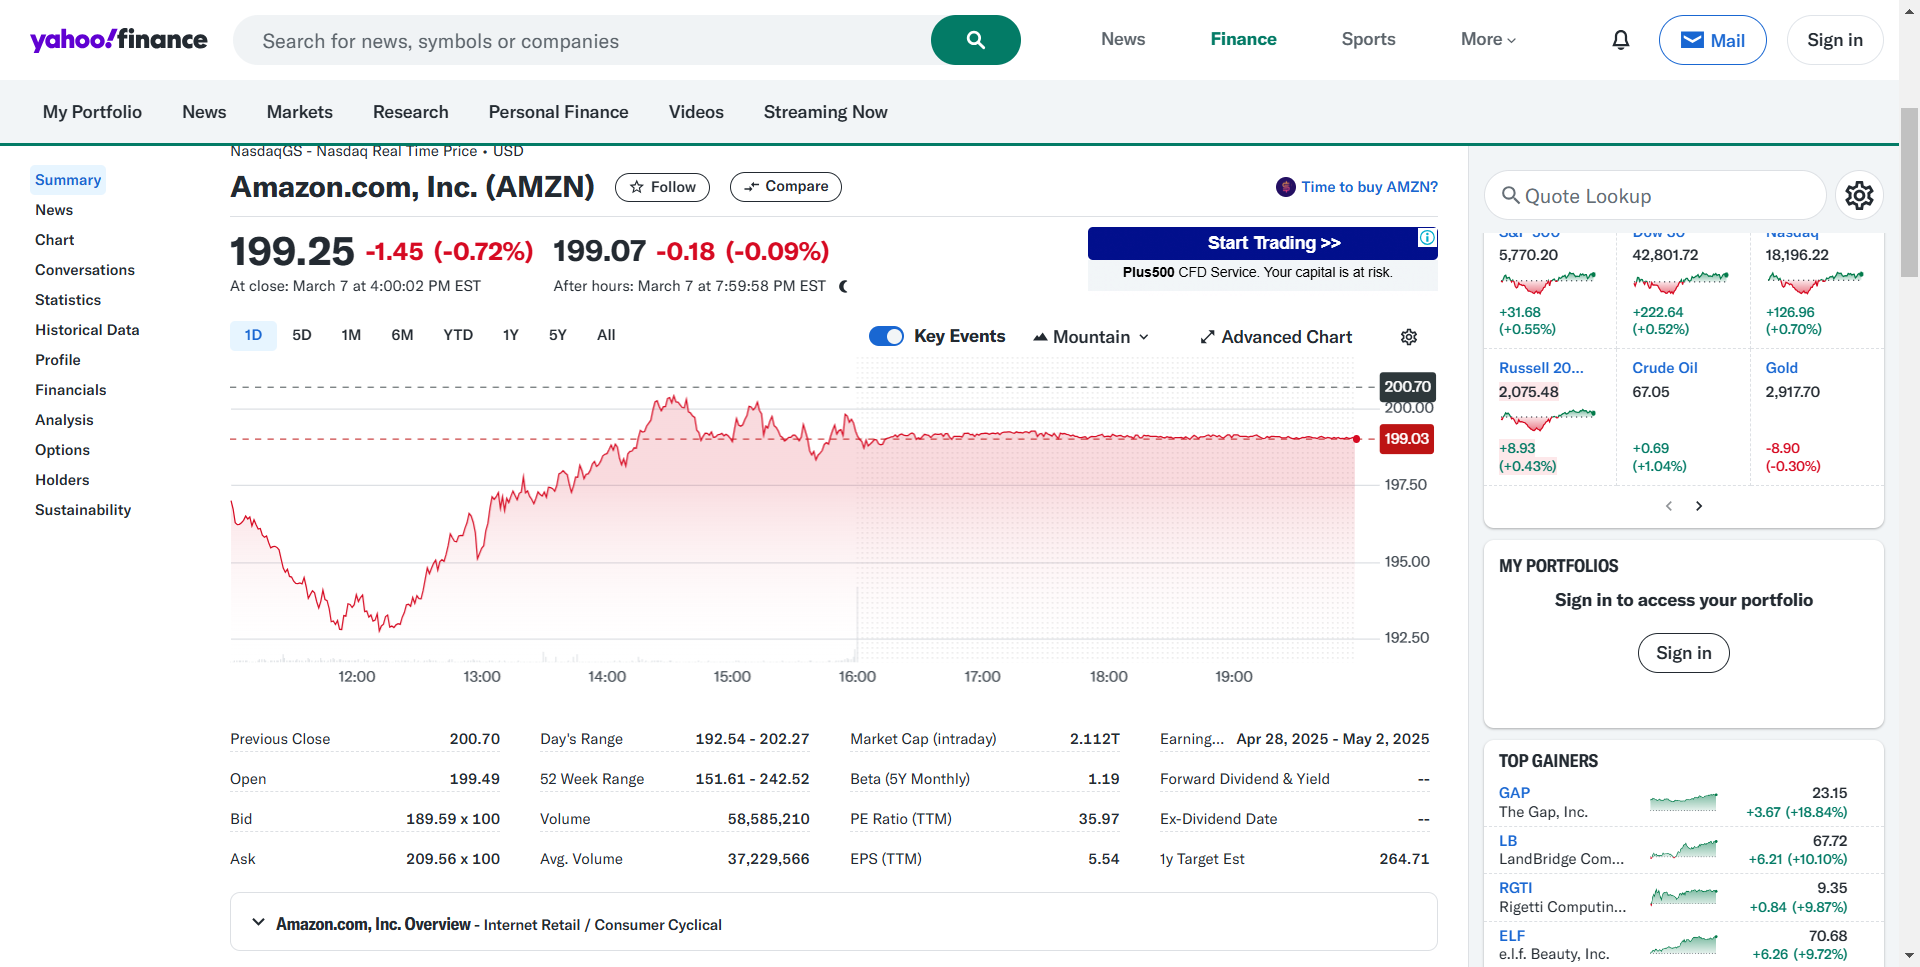 yahoo!finance
Search for news, symbols or companies
News
Finance
Sports
More
Mail
Sign in
My Portfolio
News
Markets
Research
Personal Finance
Videos
Streaming Now
Summary
News
Chart
Conversations
Statistics
Historical Data
Profile
Financials
Analysis
Options
Holders
Sustainability
NasdaqGS - Nasdaq Real Time Price • USD
Amazon.com, Inc. (AMZN)
Follow
Compare
Time to buy AMZN?
199.25 -1.45 (-0.72%)
At close: March 7 at 4:00:02 PM EST
199.07 -0.18 (-0.09%)
After hours: March 7 at 7:59:58 PM EST
Start Trading >>
Plus500 CFD Service. Your capital is at risk.
1D 5D 1M 6M YTD 1Y 5Y All
Key Events
Mountain
Advanced Chart
200.70
200.00
199.03
197.50
195.00
192.50
12:00 13:00 14:00 15:00 16:00 17:00 18:00 19:00
Previous Close 200.70
Open 199.49
Bid 189.59 x 100
Ask 209.56 x 100
Day's Range 192.54 - 202.27
52 Week Range 151.61 - 242.52
Volume 58,585,210
Avg. Volume 37,229,566
Market Cap (intraday) 2.112T
Beta (5Y Monthly) 1.19
PE Ratio (TTM) 35.97
EPS (TTM) 5.54
Earning... Apr 28, 2025 - May 2, 2025
Forward Dividend & Yield --
Ex-Dividend Date --
1y Target Est 264.71
Amazon.com, Inc. Overview - Internet Retail / Consumer Cyclical
Quote Lookup
S&P 500
5,770.20
+31.68
(+0.55%)
Dow 30
42,801.72
+222.64
(+0.52%)
Nasdaq
18,196.22
+126.96
(+0.70%)
Russell 20...
2,075.48
+8.93
(+0.43%)
Crude Oil
67.05
+0.69
(+1.04%)
Gold
2,917.70
-8.90
(-0.30%)
MY PORTFOLIOS
Sign in to access your portfolio
Sign in
TOP GAINERS
GAP 23.15
The Gap, Inc. +3.67 (+18.84%)
LB 67.72
LandBridge Com... +6.21 (+10.10%)
RGTI 9.35
Rigetti Computin... +0.84 (+9.87%)
ELF 70.68
e.l.f. Beauty, Inc. +6.26 (+9.72%)